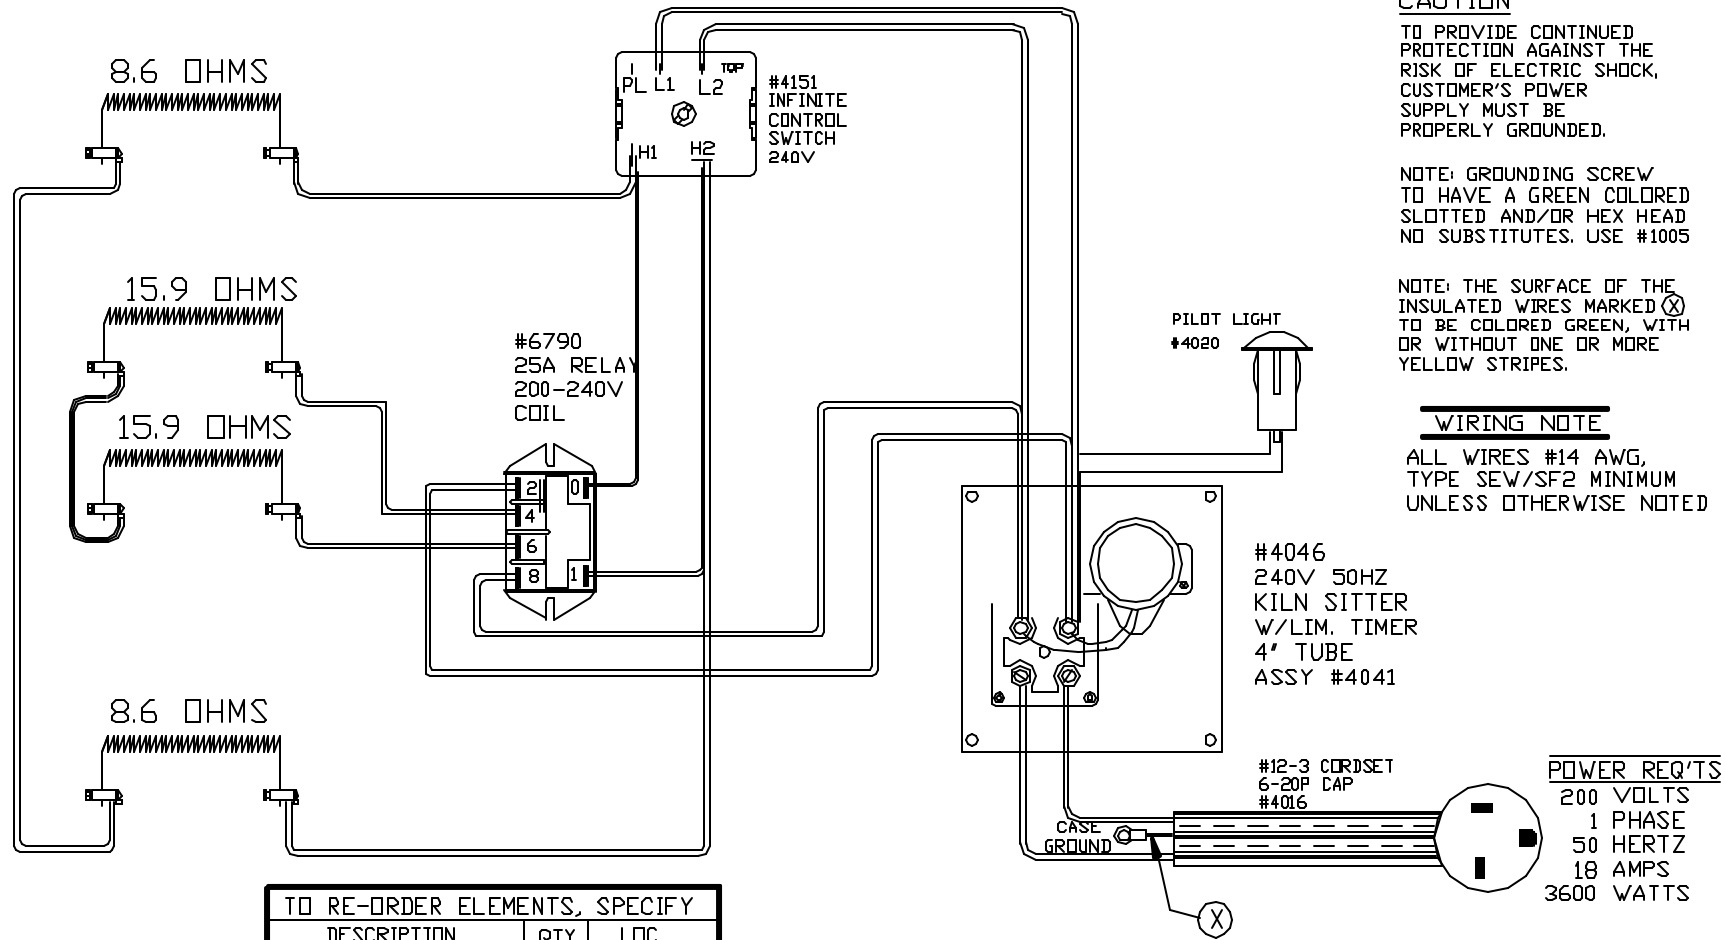 8.6 OHMS
15.9 OHMS
15.9 OHMS
8.6 OHMS
PL L1 L2 TOP
H1 H2
#4151
INFINITE
CONTROL
SWITCH
240V
#6790
25A RELAY
200-240V
COIL
2 0
4
6
8 1
PILOT LIGHT
#4020
#4046
240V 50HZ
KILN SITTER
W/LIM. TIMER
4" TUBE
ASSY #4041
#12-3 CORDSET
6-20P CAP
#4016
CASE
GROUND
X
CAUTION
TO PROVIDE CONTINUED
PROTECTION AGAINST THE
RISK OF ELECTRIC SHOCK,
CUSTOMER'S POWER
SUPPLY MUST BE
PROPERLY GROUNDED.
NOTE: GROUNDING SCREW
TO HAVE A GREEN COLORED
SLOTTED AND/OR HEX HEAD
NO SUBSTITUTES. USE #1005
NOTE: THE SURFACE OF THE
INSULATED WIRES MARKED X
TO BE COLORED GREEN, WITH
OR WITHOUT ONE OR MORE
YELLOW STRIPES.
WIRING NOTE
ALL WIRES #14 AWG,
TYPE SEW/SF2 MINIMUM
UNLESS OTHERWISE NOTED
POWER REQ'TS
200 VOLTS
1 PHASE
50 HERTZ
18 AMPS
3600 WATTS
TO RE-ORDER ELEMENTS, SPECIFY
DESCRIPTION QTY LOC